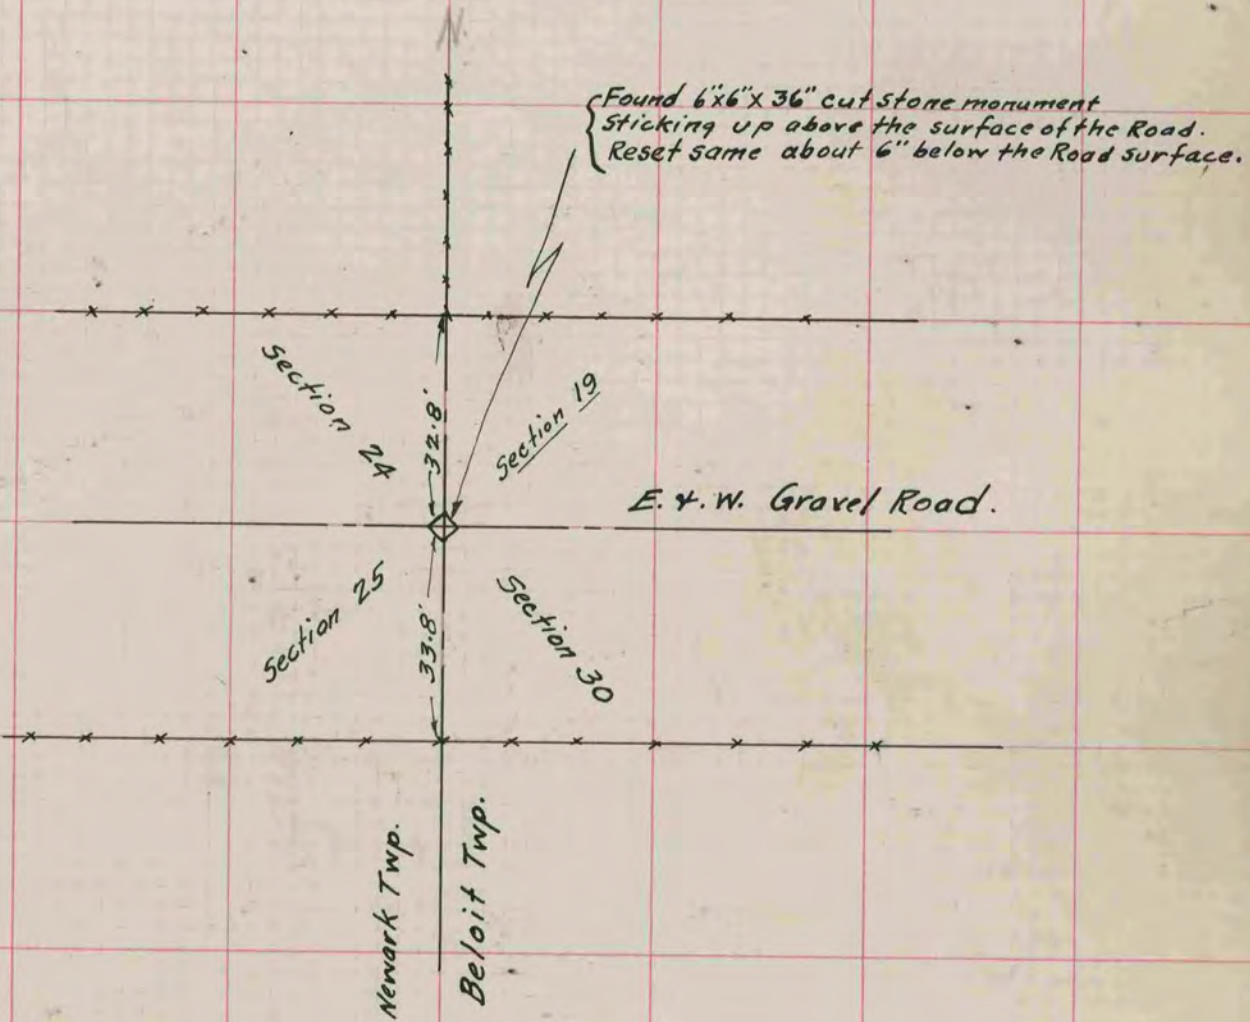 N.
Found 6"x6"x 36" cut stone monument
sticking up above the surface of the Road.
Reset same about 6" below the Road surface.
Section 24
32.8'
Section 19
E. & W. Gravel Road.
Section 25
33.8'
Section 30
Newark Twp.
Beloit Twp.